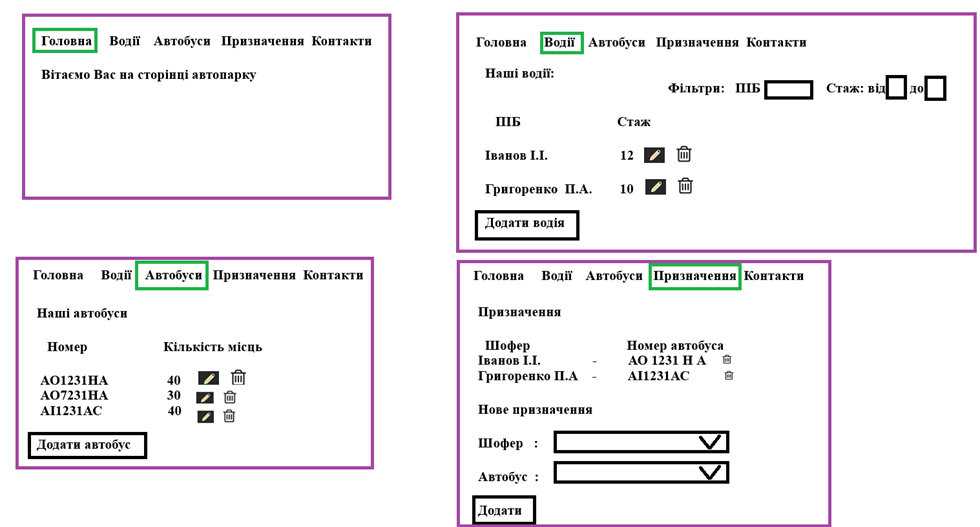 Головна Водії Автобуси Призначення Контакти
Вітаємо Вас на сторінці автопарку
Головна Водії Автобуси Призначення Контакти
Наші водії:
Фільтри: ПІБ Стаж: від до
ПІБ Стаж
Іванов І.І. 12
Григоренко П.А. 10
Додати водія
Головна Водії Автобуси Призначення Контакти
Наші автобуси
Номер Кількість місць
АО1231НА 40
АО7231НА 30
АІ1231АС 40
Додати автобус
Головна Водії Автобуси Призначення Контакти
Призначення
Шофер Номер автобуса
Іванов І.І. - АО 1231 Н А
Григоренко П.А - АІ1231АС
Нове призначення
Шофер :
Автобус :
Додати